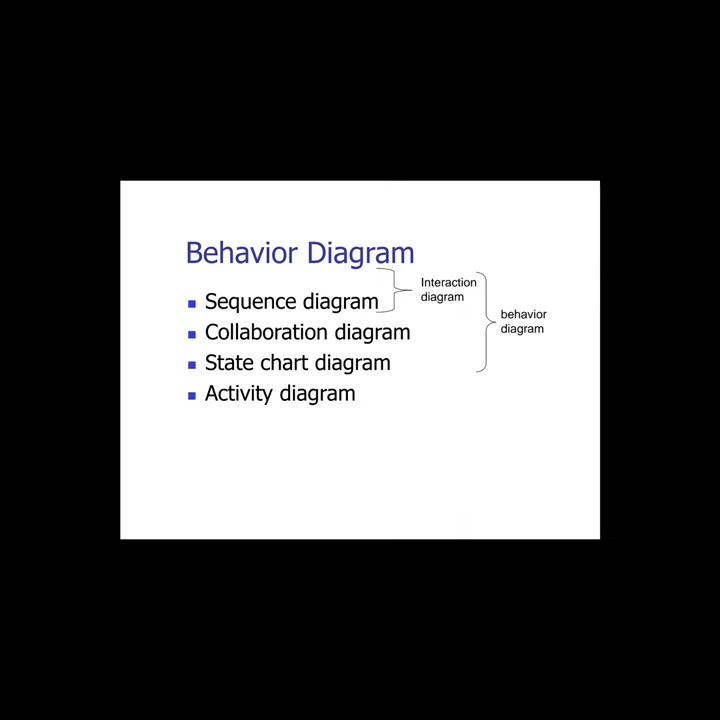 Behavior Diagram
Sequence diagram
Collaboration diagram
State chart diagram
Activity diagram
Interaction
diagram
behavior
diagram